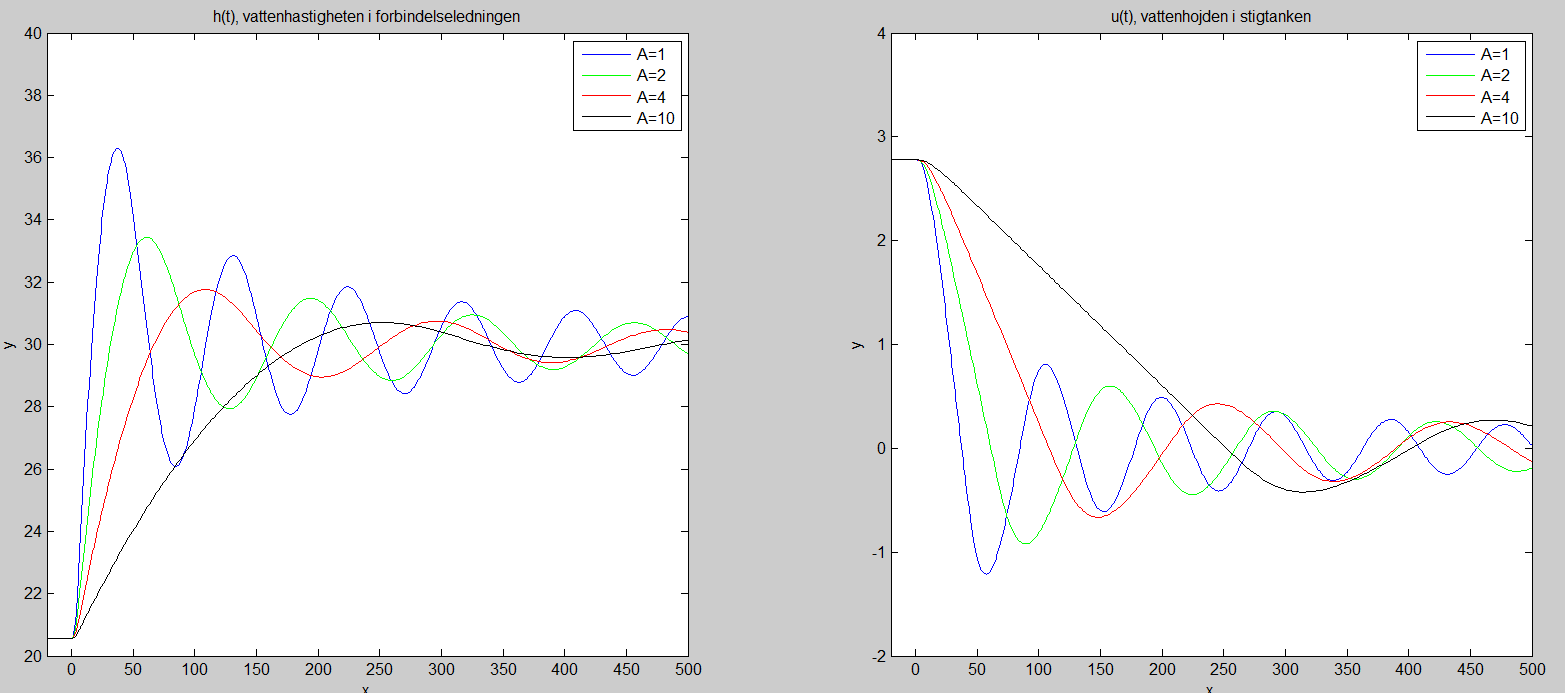 h(t), vattenhastigheten i forbindelseledningen
40
38
36
34
32
30
28
26
24
22
20
y
0
50
100
150
200
250
300
350
400
450
500
x
A=1
A=2
A=4
A=10
u(t), vattenhojden i stigtanken
4
3
2
1
0
-1
-2
y
0
50
100
150
200
250
300
350
400
450
500
x
A=1
A=2
A=4
A=10